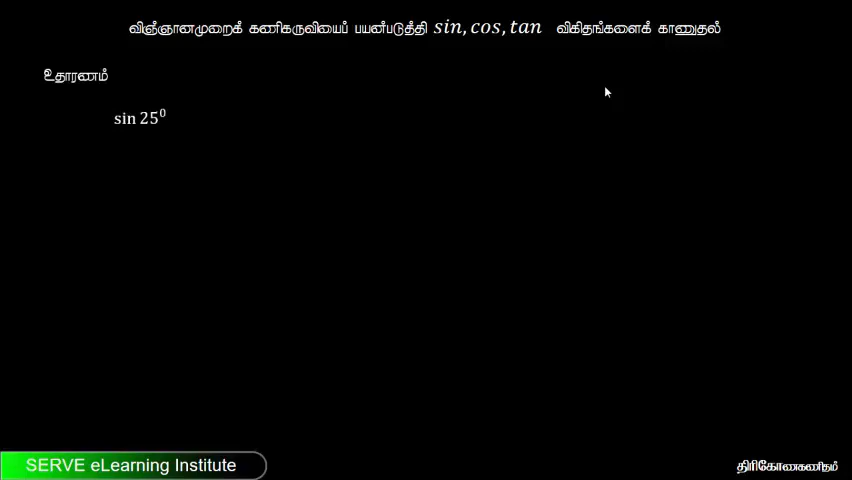 விஞ்ஞானமுறைக் கணிகருவியைப் பயன்படுத்தி sin, cos, tan விகிதங்களைக் காணுதல்
உதாரணம்
sin 25⁰
SERVE eLearning Institute
திரிகோணகணிதம்